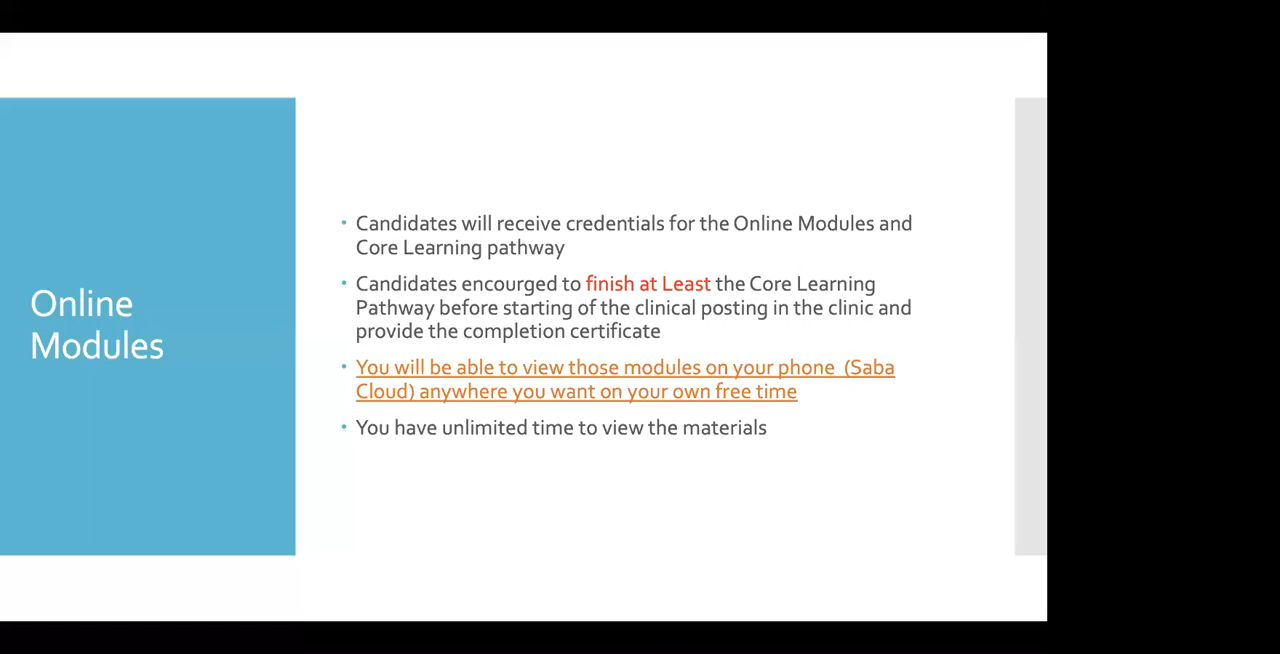 Online
Modules
• Candidates will receive credentials for the Online Modules and
Core Learning pathway
• Candidates encourged to finish at Least the Core Learning
Pathway before starting of the clinical posting in the clinic and
provide the completion certificate
• You will be able to view those modules on your phone (Saba
Cloud) anywhere you want on your own free time
• You have unlimited time to view the materials